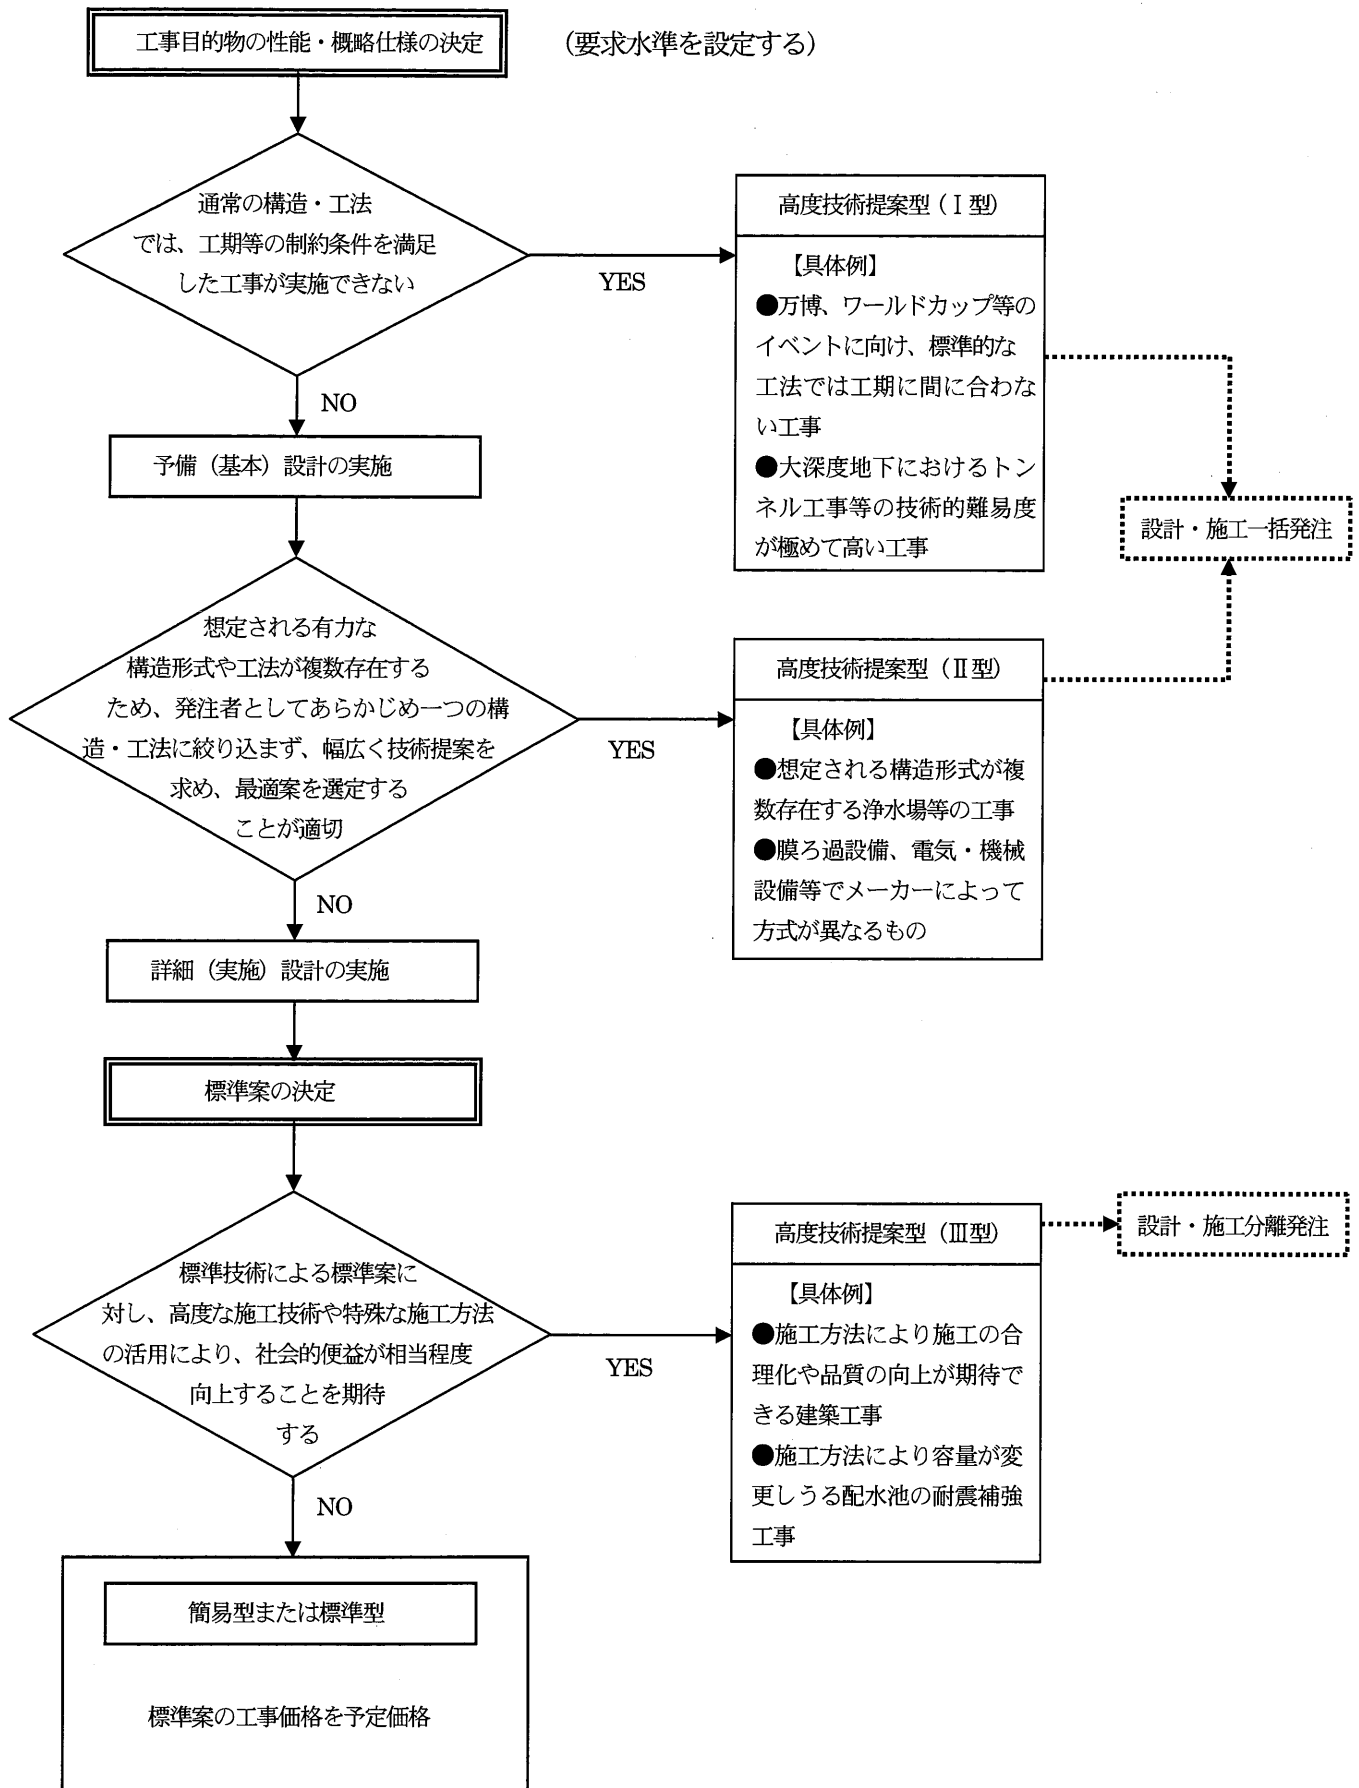 工事目的物の性能・概略仕様の決定
（要求水準を設定する）
通常の構造・工法
では、工期等の制約条件を満足
した工事が実施できない
YES
NO
高度技術提案型（Ⅰ型）
【具体例】
●万博、ワールドカップ等の
イベントに向け、標準的な
工法では工期に間に合わな
い工事
●大深度地下におけるトン
ネル工事等の技術的難易度
が極めて高い工事
予備（基本）設計の実施
設計・施工一括発注
想定される有力な
構造形式や工法が複数存在する
ため、発注者としてあらかじめ一つの構
造・工法に絞り込まず、幅広く技術提案を
求め、最適案を選定する
ことが適切
YES
NO
高度技術提案型（Ⅱ型）
【具体例】
●想定される構造形式が複
数存在する浄水場等の工事
●膜ろ過設備、電気・機械
設備等でメーカーによって
方式が異なるもの
詳細（実施）設計の実施
標準案の決定
標準技術による標準案に
対し、高度な施工技術や特殊な施工方法
の活用により、社会的便益が相当程度
向上することを期待
する
YES
NO
高度技術提案型（Ⅲ型）
【具体例】
●施工方法により施工の合
理化や品質の向上が期待で
きる建築工事
●施工方法により容量が変
更しうる配水池の耐震補強
工事
設計・施工分離発注
簡易型または標準型
標準案の工事価格を予定価格